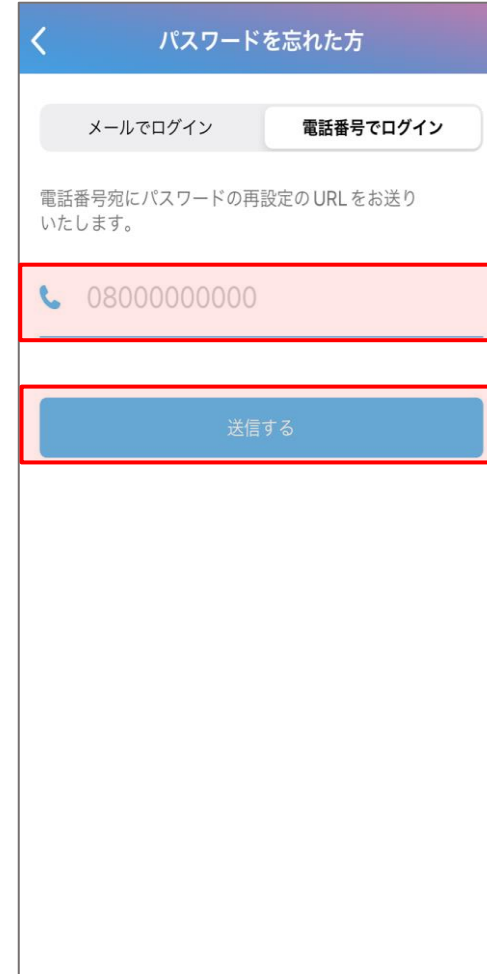 パスワードを忘れた方
メールでログイン
電話番号でログイン
電話番号宛にパスワードの再設定のURLをお送り
いたします。
08000000000
送信する